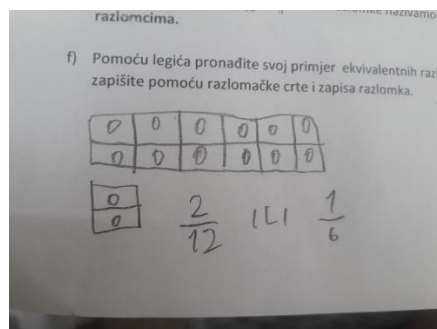 razlomcima.
f) Pomoću legića pronađite svoj primjer ekvivalentnih
zapišite pomoću razlomačke crte i zapisa razlomka.
0 0 0 0 0 0
0 0 0 0 0 0
0
0
2/12 ILI 1/6